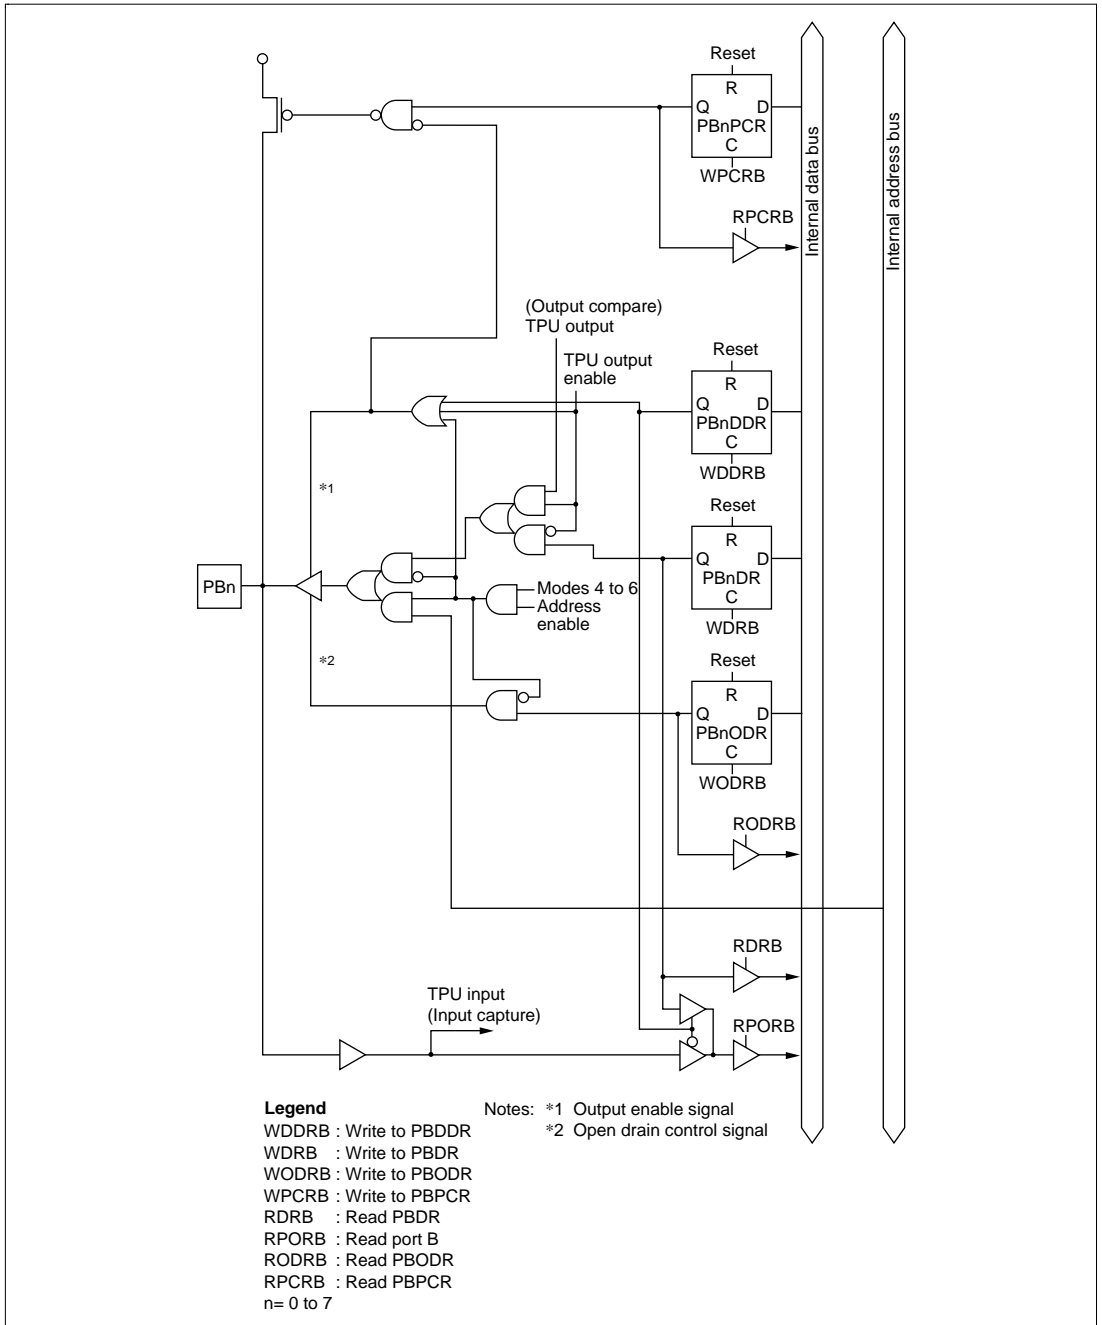 Reset
R
Q D
PBnPCR
C
WPCRB
RPCRB
Internal data bus
Internal address bus
(Output compare)
TPU output
TPU output
enable
Reset
R
Q D
PBnDDR
C
WDDRB
*1
Reset
R
Q D
PBnDR
C
WDRB
PBn
Modes 4 to 6
Address
enable
*2
Reset
R
Q D
PBnODR
C
WODRB
RODRB
RDRB
TPU input
(Input capture)
RPORB
Legend
WDDRB : Write to PBDDR
WDRB : Write to PBDR
WODRB : Write to PBODR
WPCRB : Write to PBPCR
RDRB : Read PBDR
RPORB : Read port B
RODRB : Read PBODR
RPCRB : Read PBPCR
n= 0 to 7
Notes: *1 Output enable signal
*2 Open drain control signal